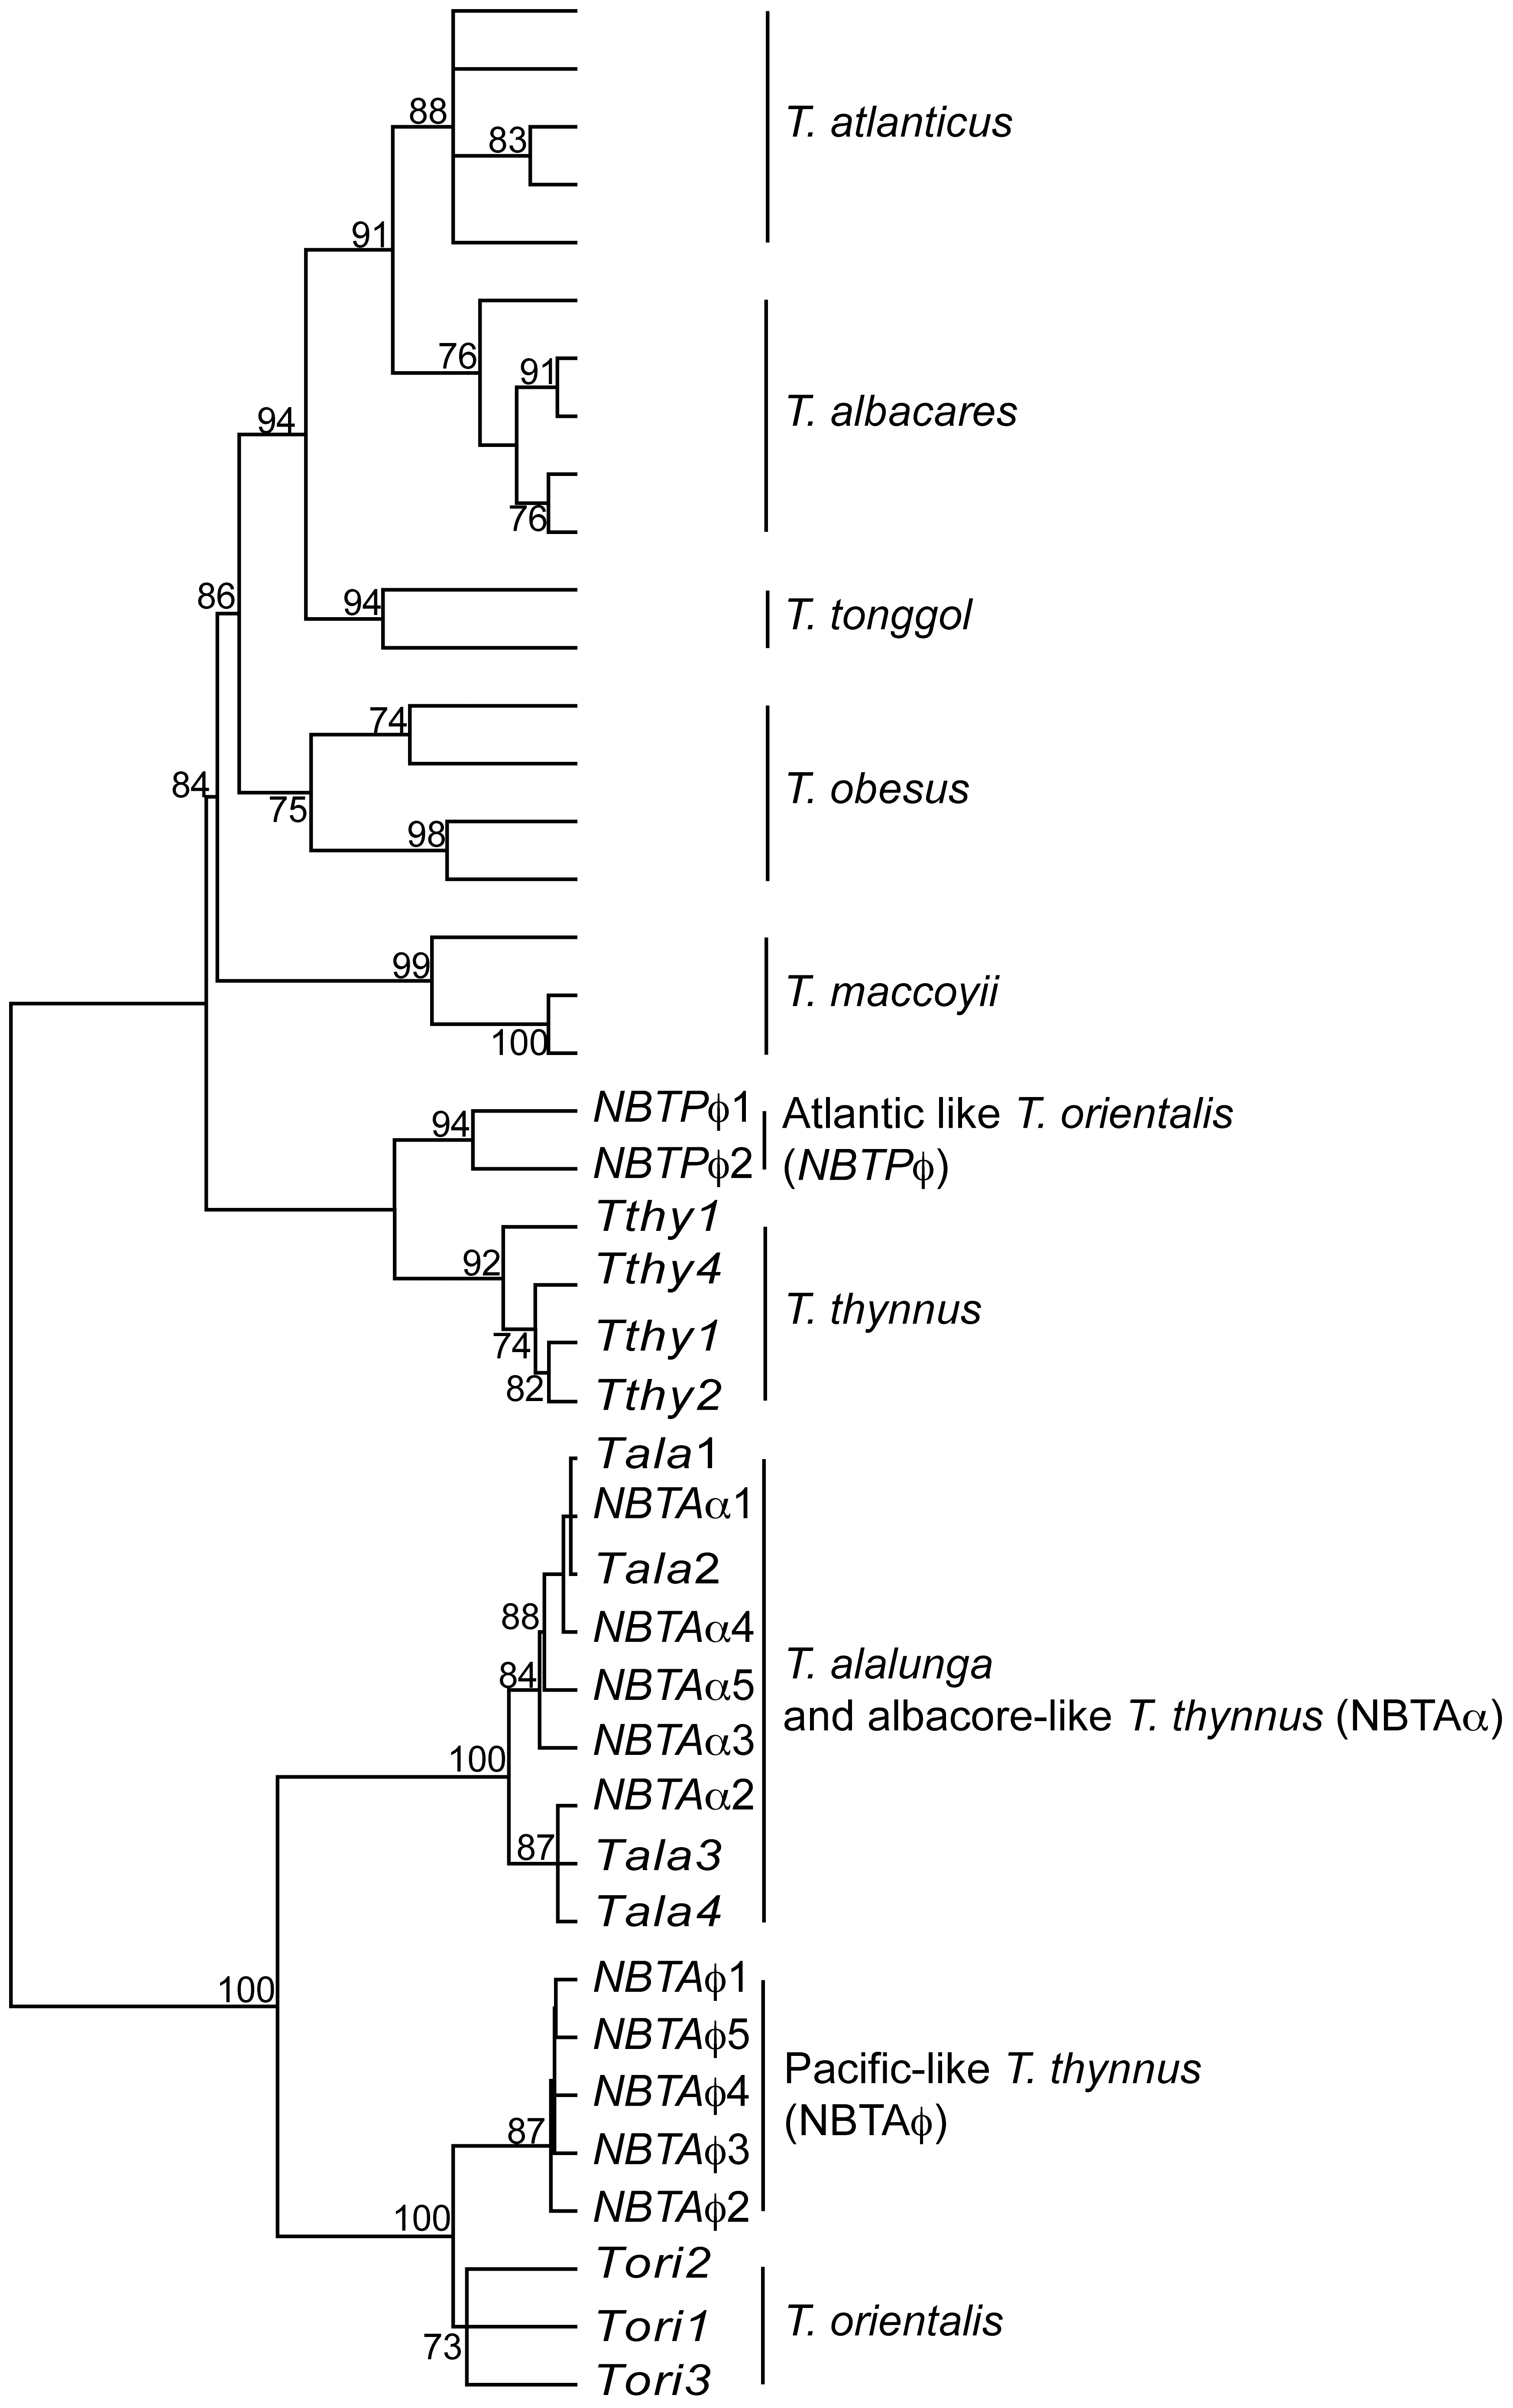 88
83
T. atlanticus
91
76
91
T. albacares
94
76
94
T. tonggol
86
74
T. obesus
84
75
98
99
T. maccoyii
100
NBTPϕ1
Atlantic like T. orientalis
94
NBTPϕ2
(NBTPϕ)
Tthy1
92
Tthy4
T. thynnus
74
Tthy1
82
Tthy2
Tala1
NBTAα1
Tala2
88
NBTAα4
84
NBTAα5
T. alalunga
and albacore-like T. thynnus (NBTAα)
NBTAα3
100
NBTAα2
87
Tala3
Tala4
100
NBTAϕ1
NBTAϕ5
Pacific-like T. thynnus
NBTAϕ4
(NBTAϕ)
87
NBTAϕ3
NBTAϕ2
100
Tori2
Tori1
T. orientalis
73
Tori3